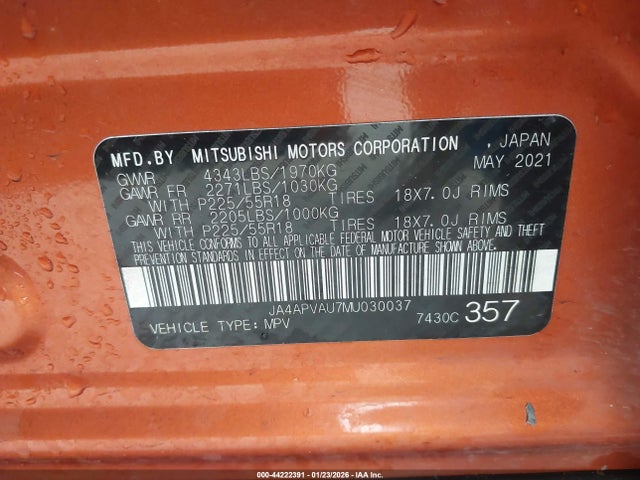 MFD.BY MITSUBISHI MOTORS CORPORATION , JAPAN
MAY 2021
GVWR 4343LBS/1970KG
GAWR FR 2271LBS/1030KG
WITH P225/55R18 TIRES 18X7.0J RIMS
GAWR RR 2205LBS/1000KG
WITH P225/55R18 TIRES 18X7.0J RIMS
THIS VEHICLE CONFORMS TO ALL APPLICABLE FEDERAL MOTOR VEHICLE SAFETY AND THEFT
PREVENTION STANDARDS IN EFFECT ON THE DATE OF MANUFACTURE SHOWN ABOVE.
JA4APVAU7MU030037
VEHICLE TYPE: MPV 7430C 357
000-44222391 - 01/23/2026 - IAA Inc.